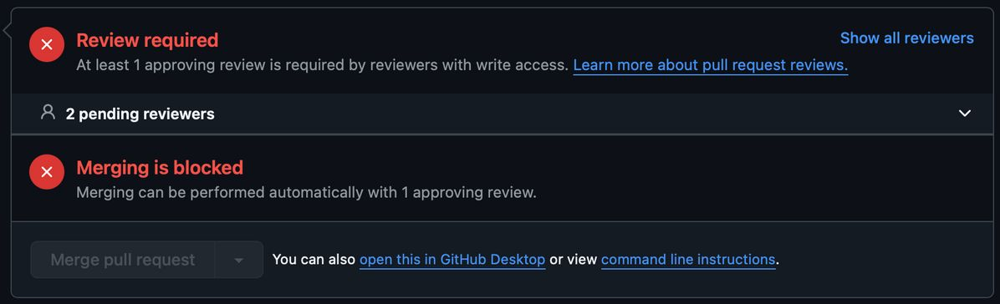 Review required
Show all reviewers
At least 1 approving review is required by reviewers with write access. Learn more about pull request reviews.
2 pending reviewers
Merging is blocked
Merging can be performed automatically with 1 approving review.
Merge pull request
You can also open this in GitHub Desktop or view command line instructions.